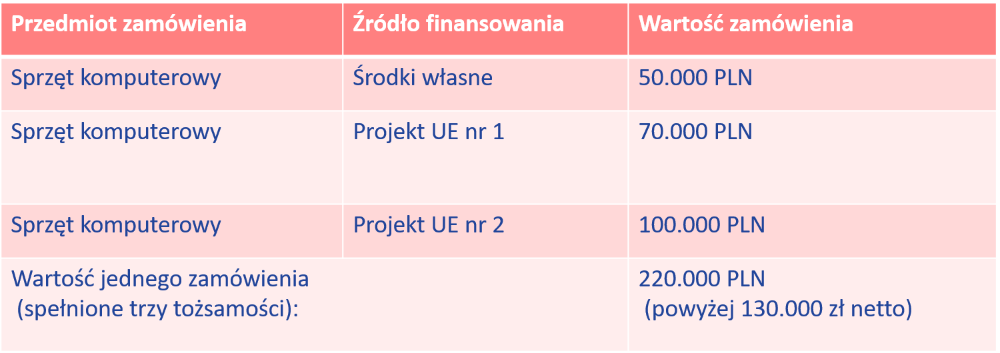 Przedmiot zamówienia Źródło finansowania Wartość zamówienia
Sprzęt komputerowy Środki własne 50.000 PLN
Sprzęt komputerowy Projekt UE nr 1 70.000 PLN
Sprzęt komputerowy Projekt UE nr 2 100.000 PLN
Wartość jednego zamówienia 220.000 PLN
(spełnione trzy tożsamości): (powyżej 130.000 zł netto)